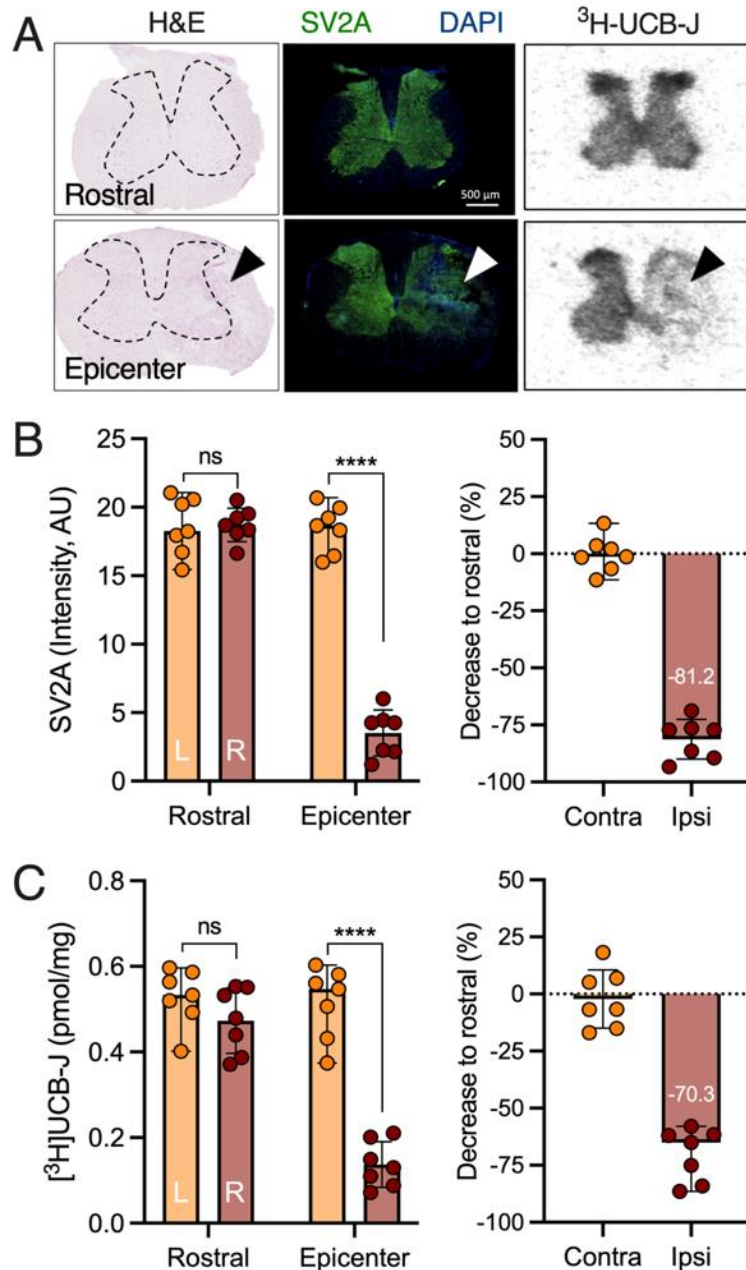 A
H&E
SV2A
DAPI
³H-UCB-J
Rostral
500 µm
Epicenter
B
SV2A (Intensity, AU)
25
20
15
10
5
0
ns
****
L
R
Rostral
Epicenter
Decrease to rostral (%)
50
25
0
-25
-50
-75
-100
-81.2
Contra
Ipsi
C
[³H]UCB-J (pmol/mg)
0.8
0.6
0.4
0.2
0.0
ns
****
L
R
Rostral
Epicenter
Decrease to rostral (%)
50
25
0
-25
-50
-75
-100
-70.3
Contra
Ipsi